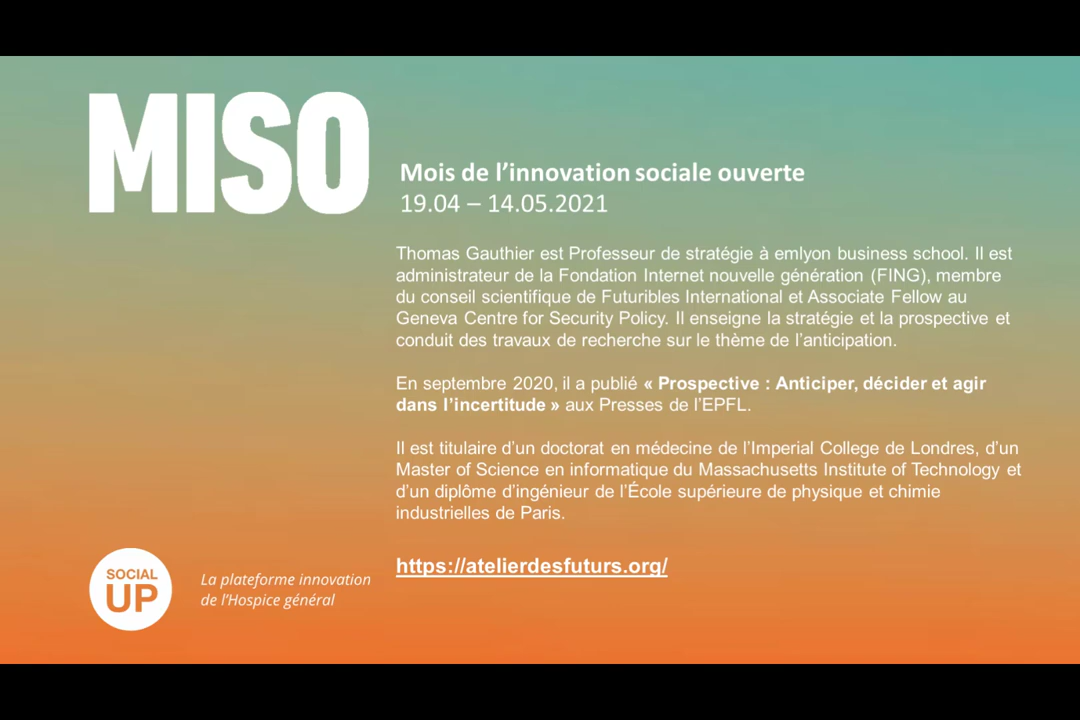 MISO
Mois de l’innovation sociale ouverte
19.04 – 14.05.2021
Thomas Gauthier est Professeur de stratégie à emlyon business school. Il est
administrateur de la Fondation Internet nouvelle génération (FING), membre
du conseil scientifique de Futuribles International et Associate Fellow au
Geneva Centre for Security Policy. Il enseigne la stratégie et la prospective et
conduit des travaux de recherche sur le thème de l’anticipation.
En septembre 2020, il a publié « Prospective : Anticiper, décider et agir
dans l’incertitude » aux Presses de l’EPFL.
Il est titulaire d’un doctorat en médecine de l’Imperial College de Londres, d’un
Master of Science en informatique du Massachusetts Institute of Technology et
d’un diplôme d’ingénieur de l’École supérieure de physique et chimie
industrielles de Paris.
https://atelierdesfuturs.org/
SOCIAL
UP
La plateforme innovation
de l’Hospice général